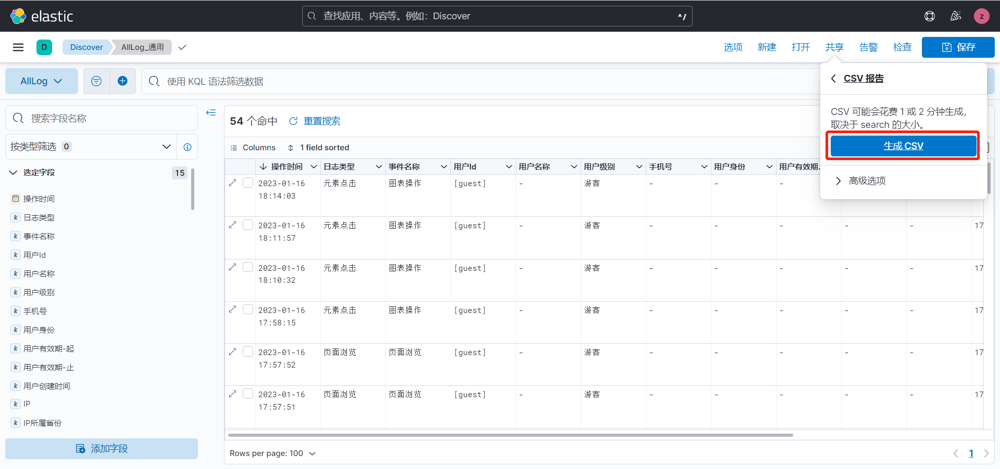 elastic
查找应用、内容等。例如：Discover
^/
z
D
Discover
AllLog_通用
选项
新建
打开
共享
告警
检查
保存
AllLog
使用 KQL 语法筛选数据
CSV 报告
CSV 可能会花费 1 或 2 分钟生成，
取决于 search 的大小。
生成 CSV
高级选项
搜索字段名称
按类型筛选 0
选定字段 15
操作时间
k 日志类型
k 事件名称
k 用户Id
k 用户名称
k 用户级别
k 手机号
k 用户身份
k 用户有效期-起
k 用户有效期-止
k 用户创建时间
k IP
k IP所属省份
添加字段
54 个命中
重置搜索
Columns
1 field sorted
操作时间 日志类型 事件名称 用户Id 用户名称 用户级别 手机号 用户身份 用户有效期.
2023-01-16 元素点击 图表操作 [guest] - 游客 - - -
18:14:03
2023-01-16 元素点击 图表操作 [guest] - 游客 - - - - - 17
18:11:57
2023-01-16 元素点击 图表操作 [guest] - 游客 - - - - - 17
18:10:32
2023-01-16 元素点击 图表操作 [guest] - 游客 - - - - - 17
17:58:15
2023-01-16 页面浏览 页面浏览 [guest] - 游客 - - - - - 17
17:57:52
2023-01-16 页面浏览 页面浏览 [guest] - 游客 - - - - - 17
17:57:51
Rows per page: 100
1